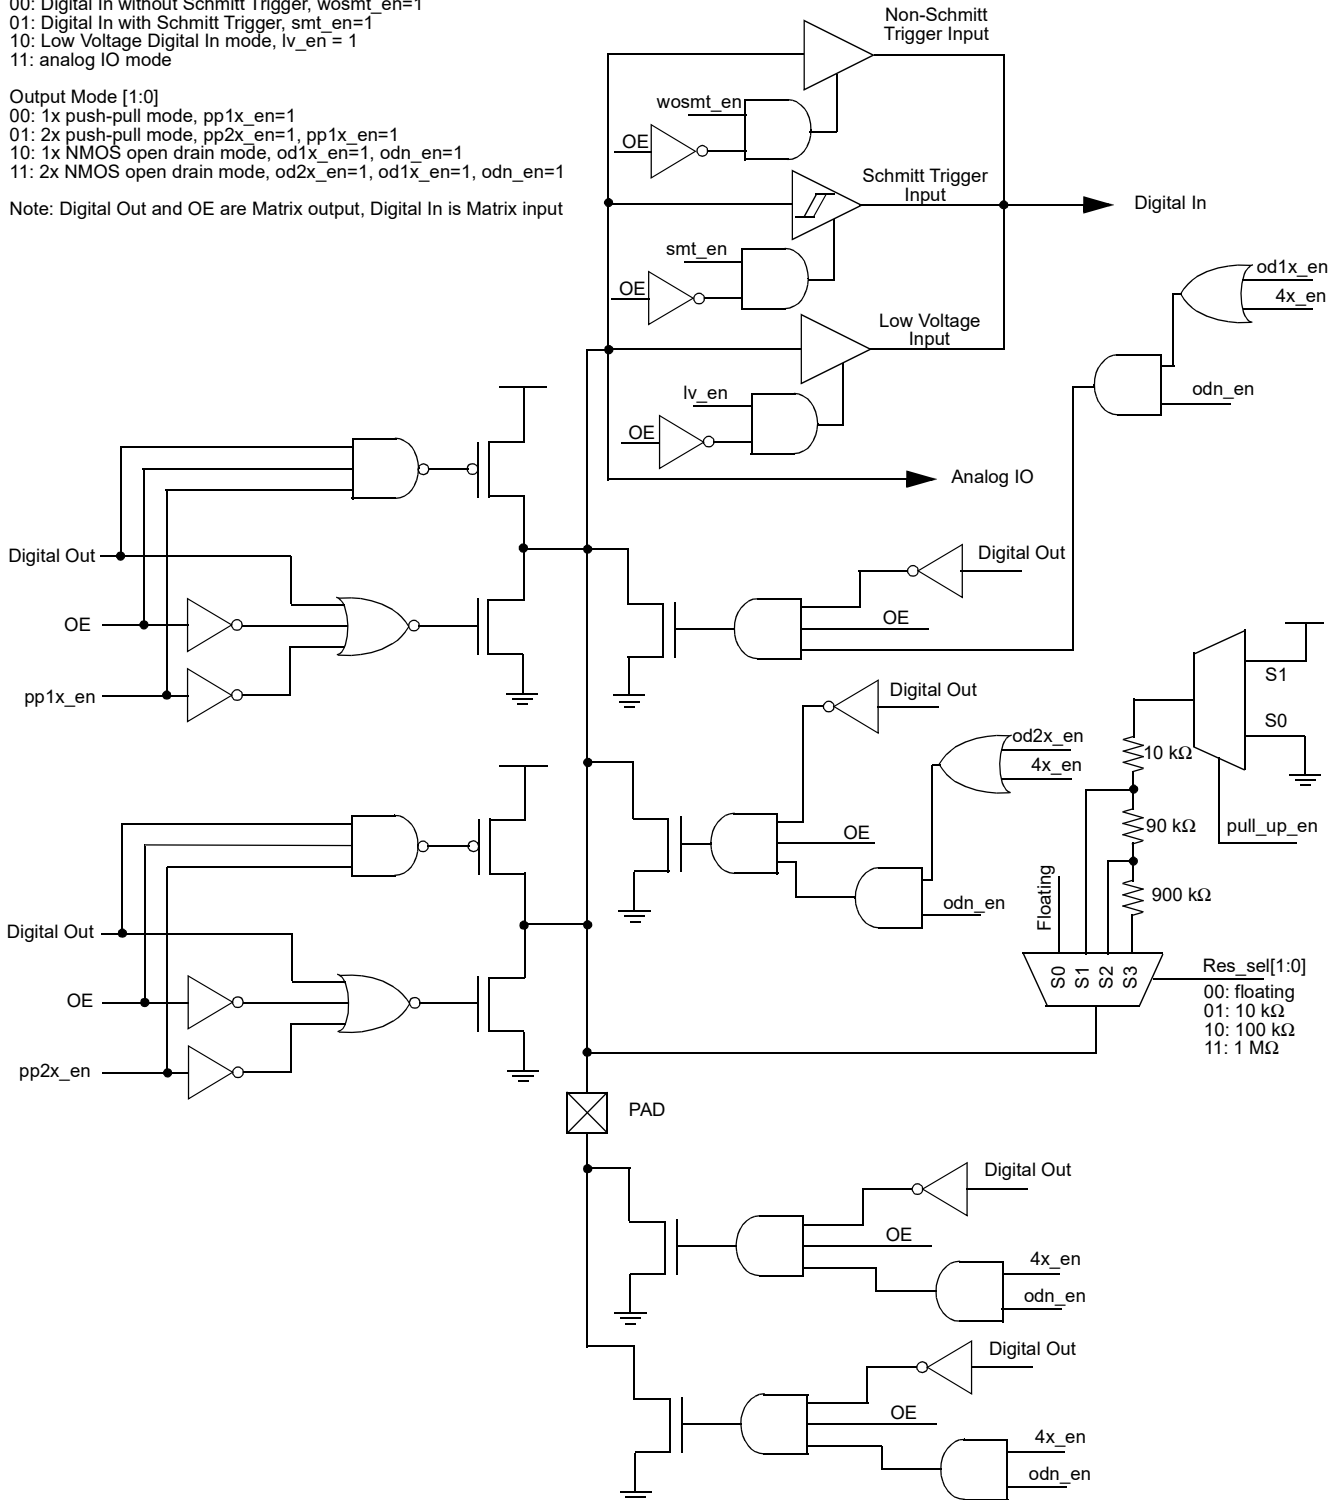 00: Digital In without Schmitt Trigger, wosmt_en=1
01: Digital In with Schmitt Trigger, smt_en=1
10: Low Voltage Digital In mode, lv_en = 1
11: analog IO mode
Output Mode [1:0]
00: 1x push-pull mode, pp1x_en=1
01: 2x push-pull mode, pp2x_en=1, pp1x_en=1
10: 1x NMOS open drain mode, od1x_en=1, odn_en=1
11: 2x NMOS open drain mode, od2x_en=1, od1x_en=1, odn_en=1
Note: Digital Out and OE are Matrix output, Digital In is Matrix input
Non-Schmitt
Trigger Input
wosmt_en
OE
Schmitt Trigger
Input
Digital In
smt_en
OE
od1x_en
4x_en
Low Voltage
Input
lv_en
odn_en
OE
Analog IO
Digital Out
OE
pp1x_en
Digital Out
OE
S1
S0
10 kΩ
90 kΩ
900 kΩ
pull_up_en
Digital Out
od2x_en
4x_en
OE
odn_en
Floating
S0
S1
S2
S3
Res_sel[1:0]
00: floating
01: 10 kΩ
10: 100 kΩ
11: 1 MΩ
Digital Out
OE
pp2x_en
PAD
Digital Out
OE
4x_en
odn_en
Digital Out
OE
4x_en
odn_en